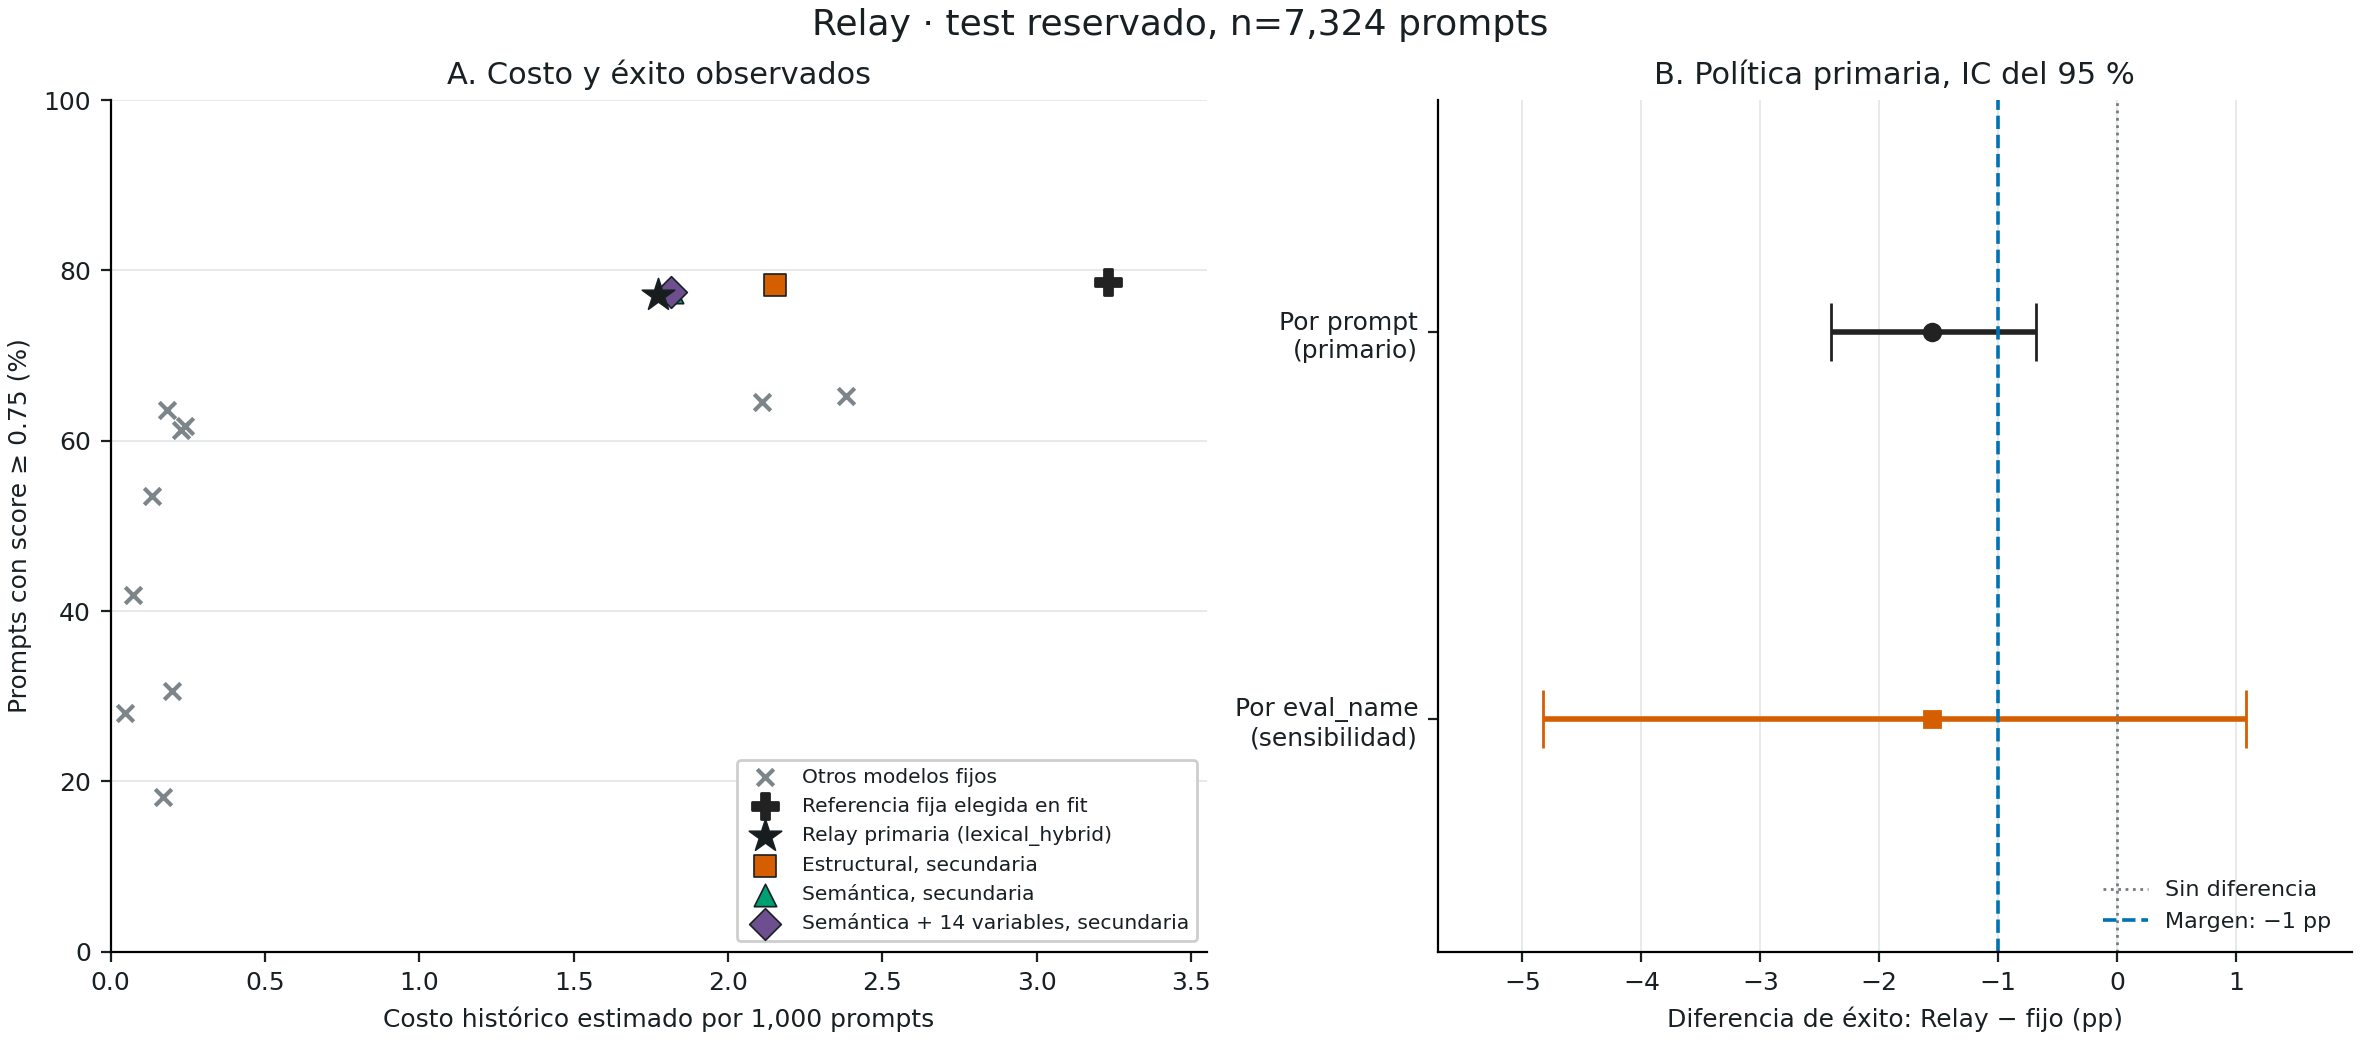 Relay · test reservado, n=7,324 prompts
A. Costo y éxito observados
100
80
60
40
20
0
Prompts con score ≥ 0.75 (%)
0.0 0.5 1.0 1.5 2.0 2.5 3.0 3.5
Costo histórico estimado por 1,000 prompts
Otros modelos fijos
Referencia fija elegida en fit
Relay primaria (lexical_hybrid)
Estructural, secundaria
Semántica, secundaria
Semántica + 14 variables, secundaria
B. Política primaria, IC del 95 %
Por prompt
(primario)
Por eval_name
(sensibilidad)
Sin diferencia
Margen: −1 pp
−5 −4 −3 −2 −1 0 1
Diferencia de éxito: Relay − fijo (pp)